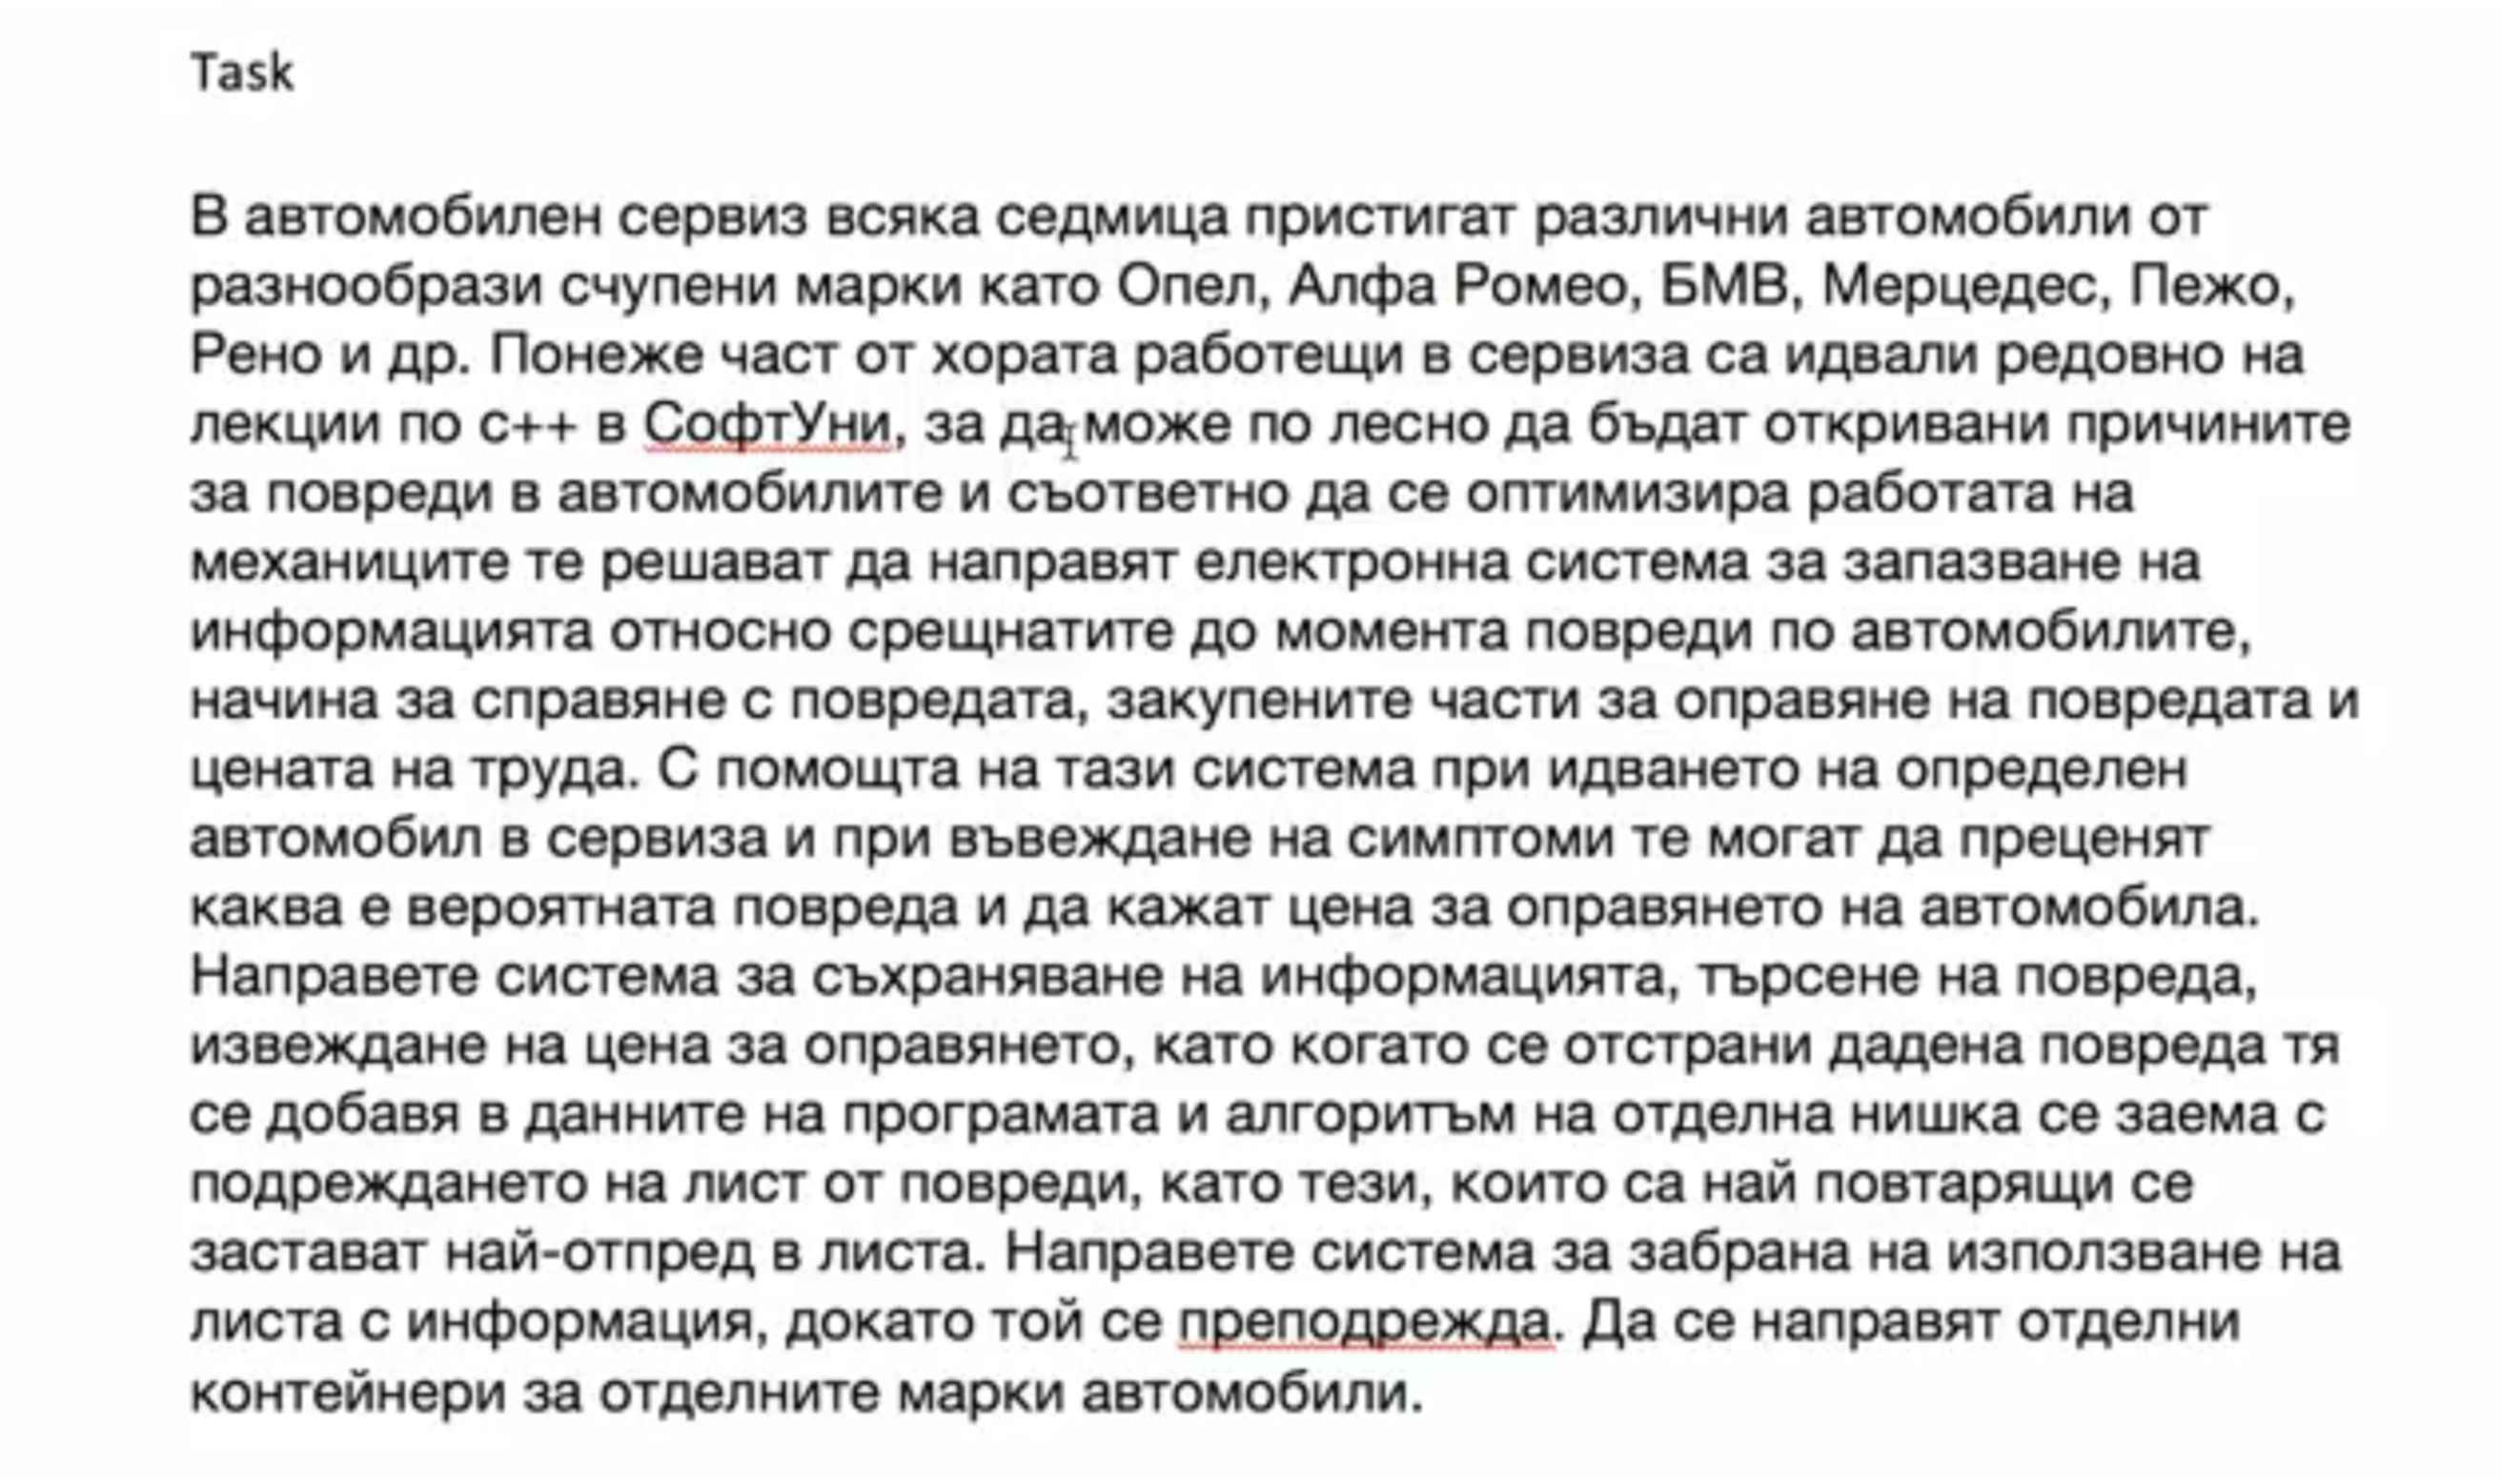 Task
В автомобилен сервиз всяка седмица пристигат различни автомобили от
разнообрази счупени марки като Опел, Алфа Ромео, БМВ, Мерцедес, Пежо,
Рено и др. Понеже част от хората работещи в сервиза са идвали редовно на
лекции по с++ в СофтУни, за да може по лесно да бъдат откривани причините
за повреди в автомобилите и съответно да се оптимизира работата на
механиците те решават да направят електронна система за запазване на
информацията относно срещнатите до момента повреди по автомобилите,
начина за справяне с повредата, закупените части за оправяне на повредата и
цената на труда. С помощта на тази система при идването на определен
автомобил в сервиза и при въвеждане на симптоми те могат да преценят
каква е вероятната повреда и да кажат цена за оправянето на автомобила.
Направете система за съхраняване на информацията, търсене на повреда,
извеждане на цена за оправянето, като когато се отстрани дадена повреда тя
се добавя в данните на програмата и алгоритъм на отделна нишка се заема с
подреждането на лист от повреди, като тези, които са най повтарящи се
застават най-отпред в листа. Направете система за забрана на използване на
листа с информация, докато той се преподрежда. Да се направят отделни
контейнери за отделните марки автомобили.